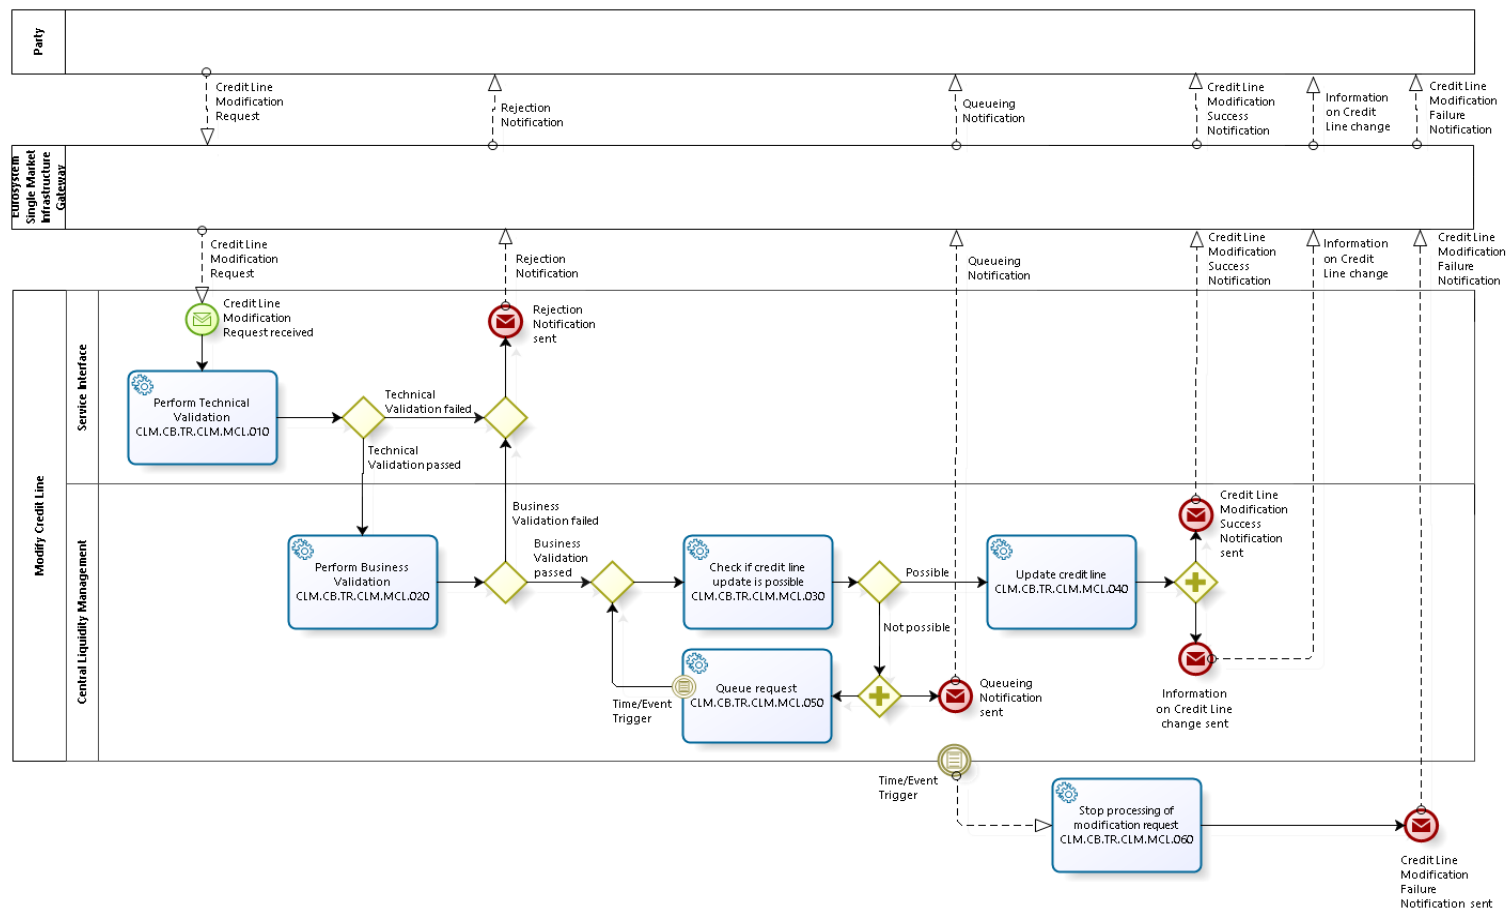 Party
Credit Line
Modification
Request
Rejection
Notification
Queueing
Notification
Credit Line
Modification
Success
Notification
Information
on Credit
Line change
Credit Line
Modification
Failure
Notification
Eurosystem
Single Market
Infrastructure
Gateway
Credit Line
Modification
Request
Rejection
Notification
Queueing
Notification
Credit Line
Modification
Success
Notification
Information
on Credit
Line change
Credit Line
Modification
Failure
Notification
Modify Credit Line
Service Interface
Credit Line
Modification
Request received
Rejection
Notification
sent
Perform Technical
Validation
CLM.CB.TR.CLM.MCL.010
Technical
Validation failed
Technical
Validation passed
Central Liquidity Management
Business
Validation failed
Business
Validation
passed
Perform Business
Validation
CLM.CB.TR.CLM.MCL.020
Check if credit line
update is possible
CLM.CB.TR.CLM.MCL.030
Possible
Not possible
Update credit line
CLM.CB.TR.CLM.MCL.040
Credit Line
Modification
Success
Notification
sent
Queue request
CLM.CB.TR.CLM.MCL.050
Time/Event
Trigger
Queueing
Notification
sent
Information
on Credit Line
change sent
Time/Event
Trigger
Stop processing of
modification request
CLM.CB.TR.CLM.MCL.060
Credit Line
Modification
Failure
Notification sent